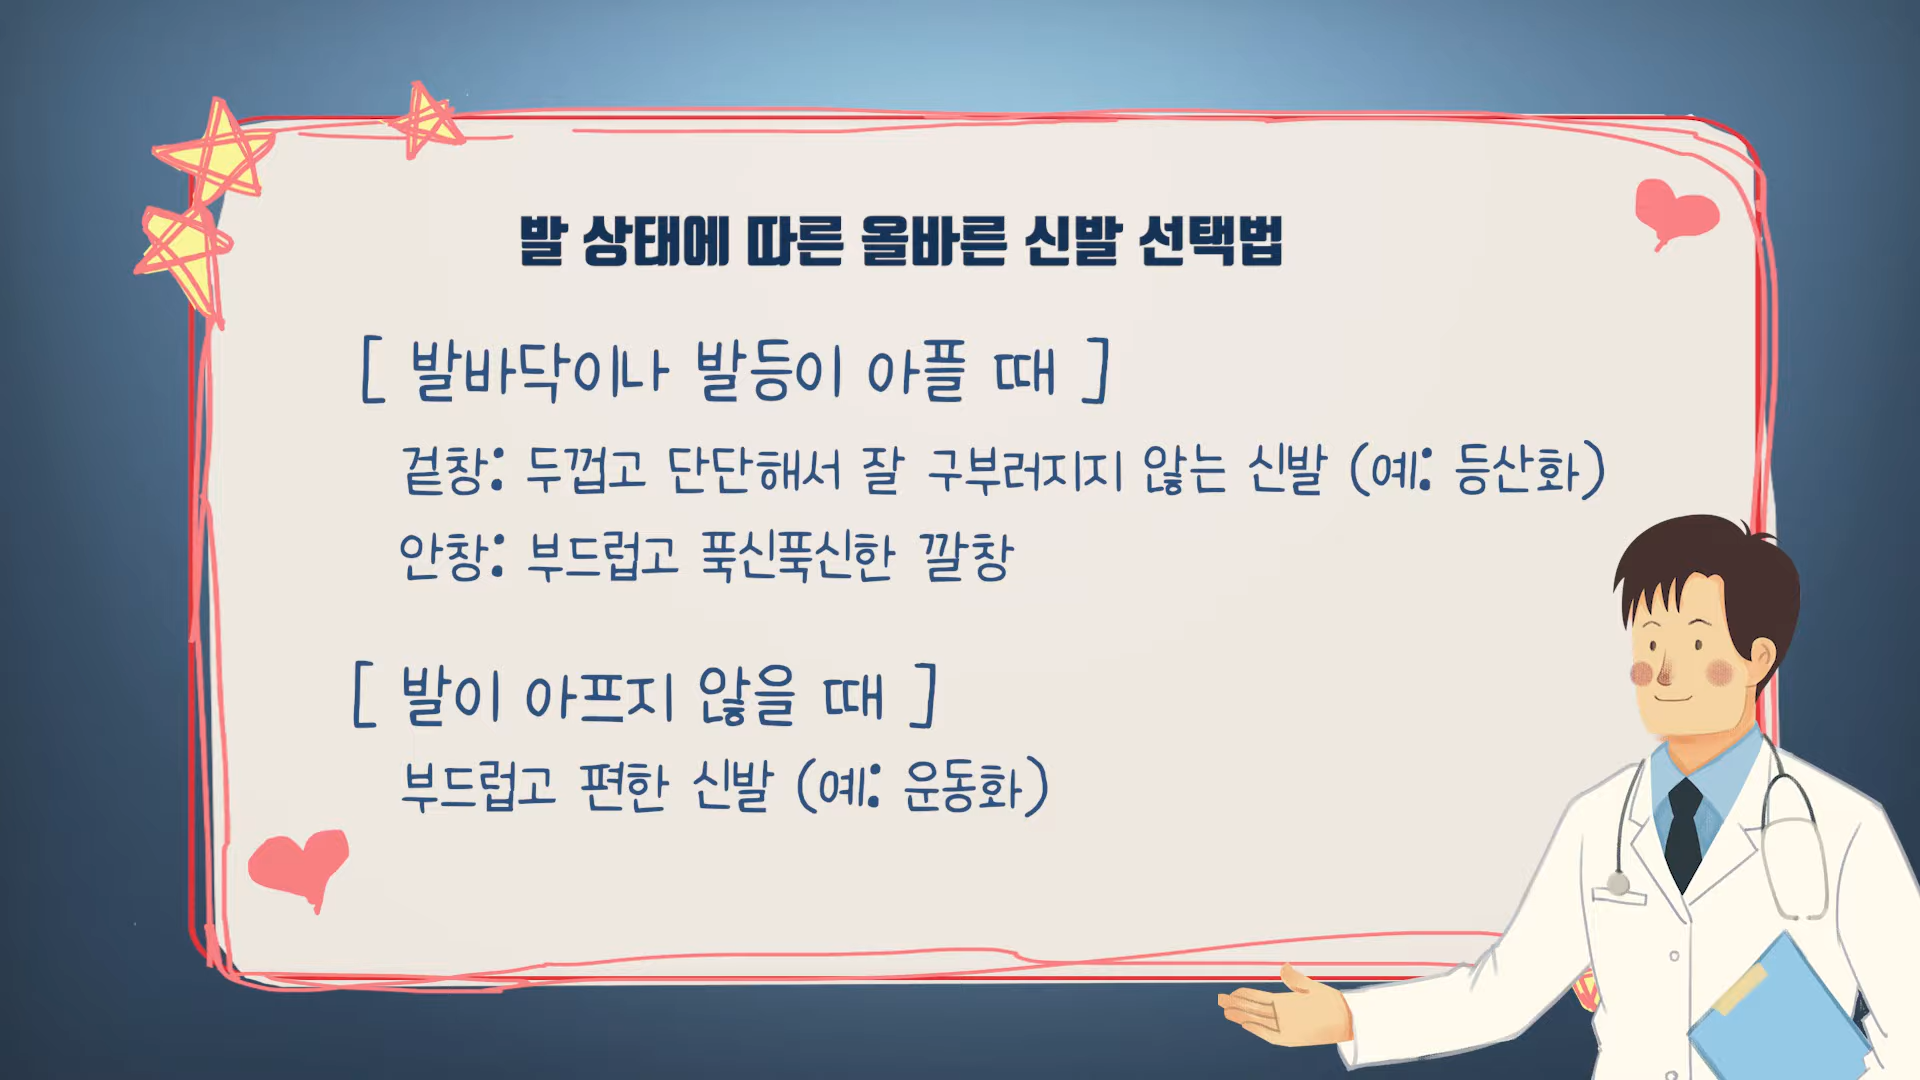 발 상태에 따른 올바른 신발 선택법
[ 발바닥이나 발등이 아플 때 ]
겉창: 두껍고 단단해서 잘 구부러지지 않는 신발 (예: 등산화)
안창: 부드럽고 푹신푹신한 깔창
[ 발이 아프지 않을 때 ]
부드럽고 편한 신발 (예: 운동화)